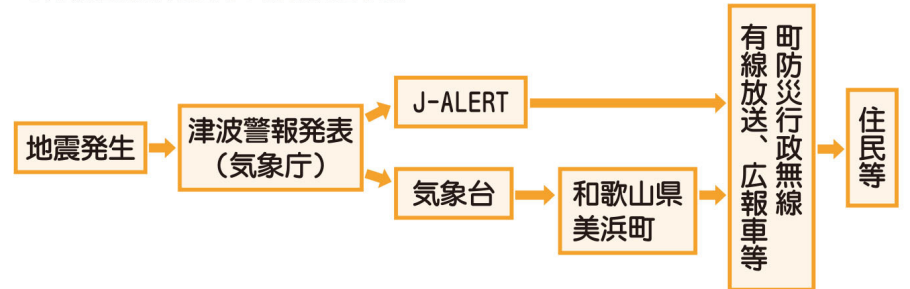 地震発生
津波警報発表
（気象庁）
J-ALERT
気象台
和歌山県
美浜町
町防災行政無線
有線放送、広報車等
住民等